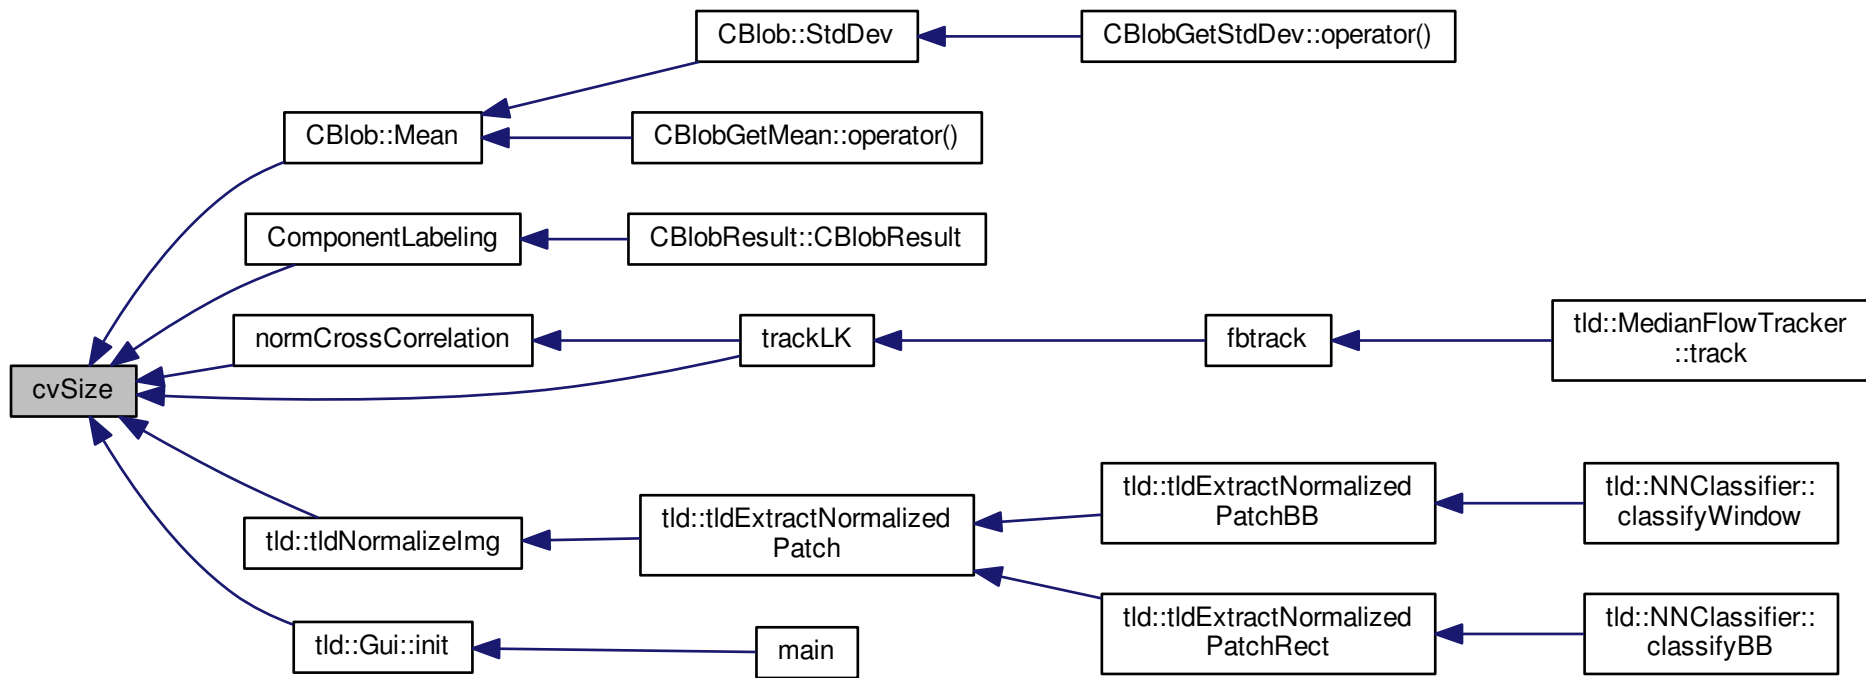 CBlob::StdDev
CBlobGetStdDev::operator()
CBlob::Mean
CBlobGetMean::operator()
ComponentLabeling
CBlobResult::CBlobResult
normCrossCorrelation
trackLK
fbtrack
tld::MedianFlowTracker
::track
cvSize
tld::tldNormalizeImg
tld::tldExtractNormalized
Patch
tld::tldExtractNormalized
PatchBB
tld::NNClassifier::
classifyWindow
tld::tldExtractNormalized
PatchRect
tld::NNClassifier::
classifyBB
tld::Gui::init
main